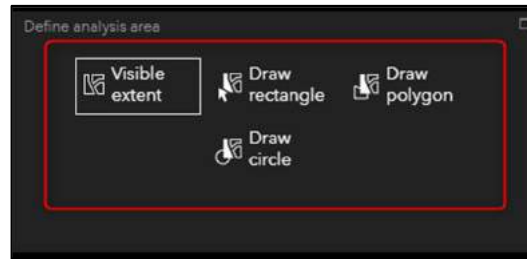 Define analysis area
Visible
extent
Draw
rectangle
Draw
polygon
Draw
circle